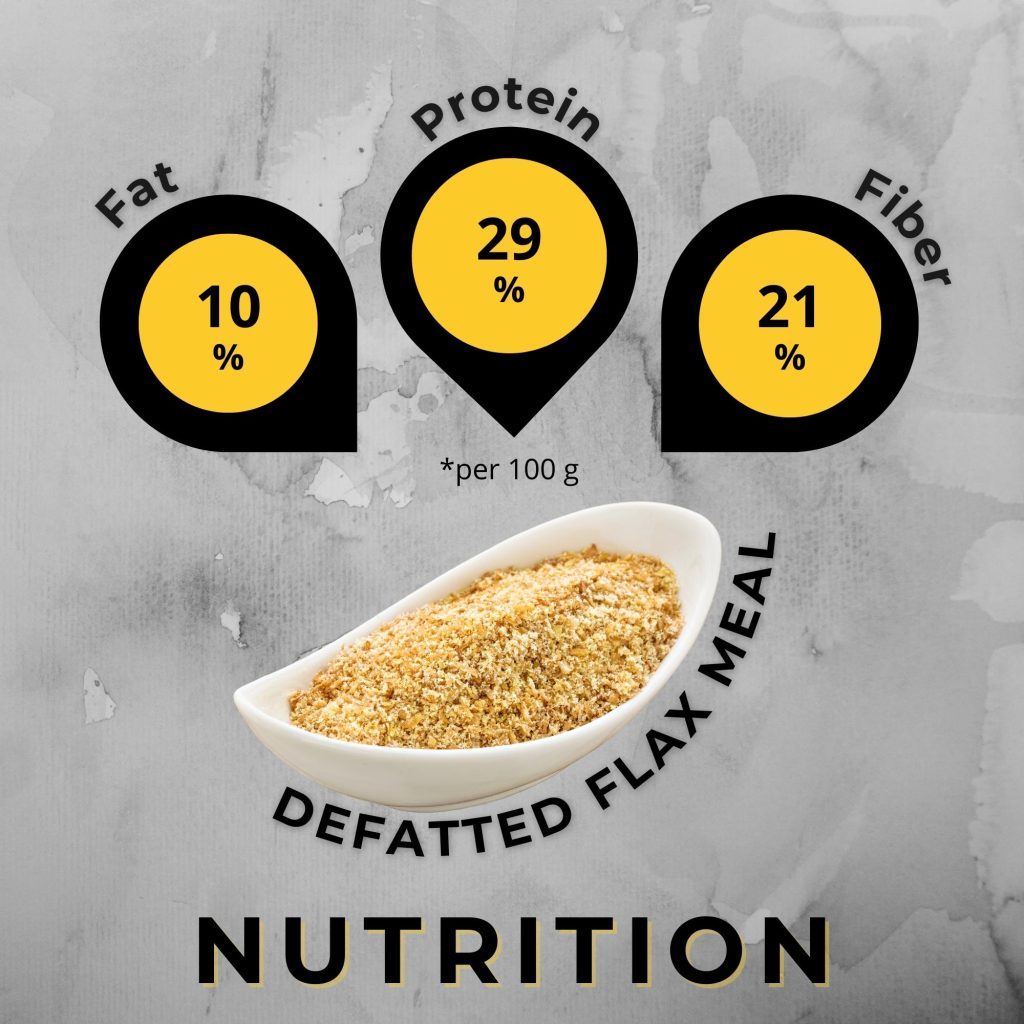 Fat
10
%
Protein
29
%
Fiber
21
%
*per 100 g
DEFATTED FLAX MEAL
NUTRITION